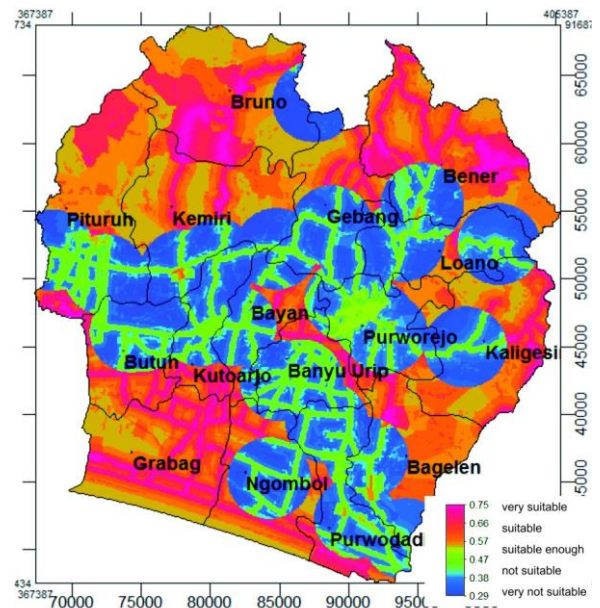 367387
405387
734
91687
65000
60000
55000
50000
45000
40000
35000
Bruno
Bener
Pituruh
Kemiri
Gebang
Loano
Bayan
Purworejo
Kaligesi
Butuh
Kutoarjo
Banyu Urip
Grabag
Ngombol
Bagelen
Purwodad
0.75 very suitable
0.66 suitable
0.57 suitable enough
0.47 not suitable
0.38
0.29 very not suitable
434
367387
70000 75000 80000 85000 90000